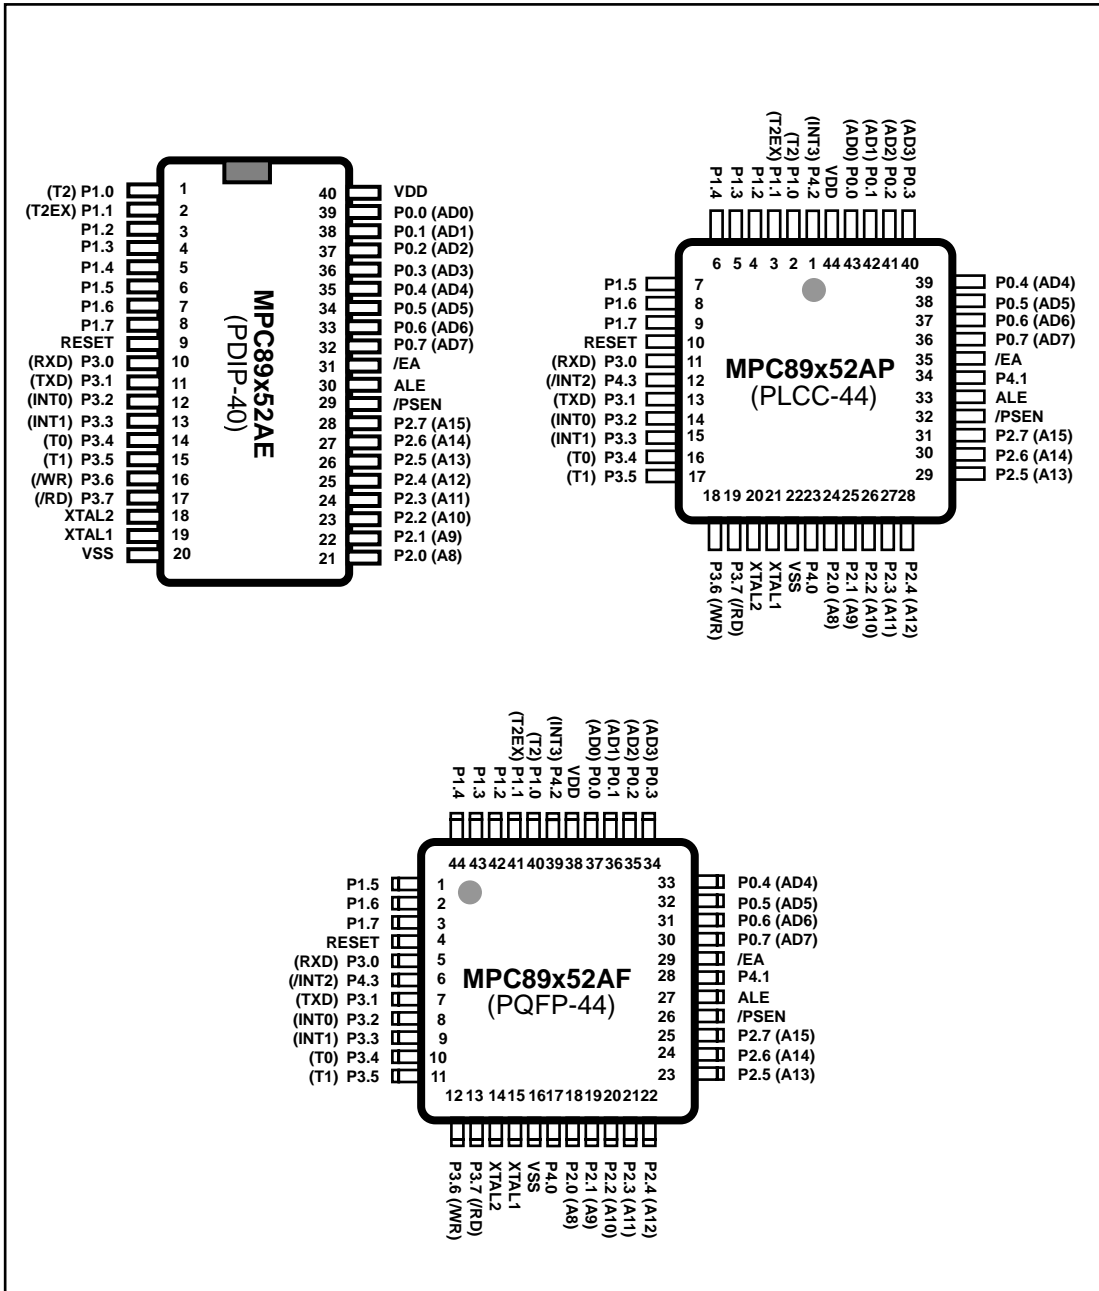 (T2) P1.0
(T2EX) P1.1
P1.2
P1.3
P1.4
P1.5
P1.6
P1.7
RESET
(RXD) P3.0
(TXD) P3.1
(INT0) P3.2
(INT1) P3.3
(T0) P3.4
(T1) P3.5
(/WR) P3.6
(/RD) P3.7
XTAL2
XTAL1
VSS
1
2
3
4
5
6
7
8
9
10
11
12
13
14
15
16
17
18
19
20
MPC89x52AE
(PDIP-40)
40
39
38
37
36
35
34
33
32
31
30
29
28
27
26
25
24
23
22
21
VDD
P0.0 (AD0)
P0.1 (AD1)
P0.2 (AD2)
P0.3 (AD3)
P0.4 (AD4)
P0.5 (AD5)
P0.6 (AD6)
P0.7 (AD7)
/EA
ALE
/PSEN
P2.7 (A15)
P2.6 (A14)
P2.5 (A13)
P2.4 (A12)
P2.3 (A11)
P2.2 (A10)
P2.1 (A9)
P2.0 (A8)
P1.4
P1.3
P1.2
(T2EX) P1.1
(T2) P1.0
(INT3) P4.2
VDD
(AD0) P0.0
(AD1) P0.1
(AD2) P0.2
(AD3) P0.3
6 5 4 3 2 1 44 43 42 41 40
P1.5
P1.6
P1.7
RESET
(RXD) P3.0
(/INT2) P4.3
(TXD) P3.1
(INT0) P3.2
(INT1) P3.3
(T0) P3.4
(T1) P3.5
7
8
9
10
11
12
13
14
15
16
17
MPC89x52AP
(PLCC-44)
39
38
37
36
35
34
33
32
31
30
29
P0.4 (AD4)
P0.5 (AD5)
P0.6 (AD6)
P0.7 (AD7)
/EA
P4.1
ALE
/PSEN
P2.7 (A15)
P2.6 (A14)
P2.5 (A13)
18 19 20 21 22 23 24 25 26 27 28
P3.6 (/WR)
P3.7 (/RD)
XTAL2
XTAL1
VSS
P4.0
P2.0 (A8)
P2.1 (A9)
P2.2 (A10)
P2.3 (A11)
P2.4 (A12)
P1.4
P1.3
P1.2
(T2EX) P1.1
(T2) P1.0
(INT3) P4.2
VDD
(AD0) P0.0
(AD1) P0.1
(AD2) P0.2
(AD3) P0.3
44 43 42 41 40 39 38 37 36 35 34
P1.5
P1.6
P1.7
RESET
(RXD) P3.0
(/INT2) P4.3
(TXD) P3.1
(INT0) P3.2
(INT1) P3.3
(T0) P3.4
(T1) P3.5
1
2
3
4
5
6
7
8
9
10
11
MPC89x52AF
(PQFP-44)
33
32
31
30
29
28
27
26
25
24
23
P0.4 (AD4)
P0.5 (AD5)
P0.6 (AD6)
P0.7 (AD7)
/EA
P4.1
ALE
/PSEN
P2.7 (A15)
P2.6 (A14)
P2.5 (A13)
12 13 14 15 16 17 18 19 20 21 22
P3.6 (/WR)
P3.7 (/RD)
XTAL2
XTAL1
VSS
P4.0
P2.0 (A8)
P2.1 (A9)
P2.2 (A10)
P2.3 (A11)
P2.4 (A12)